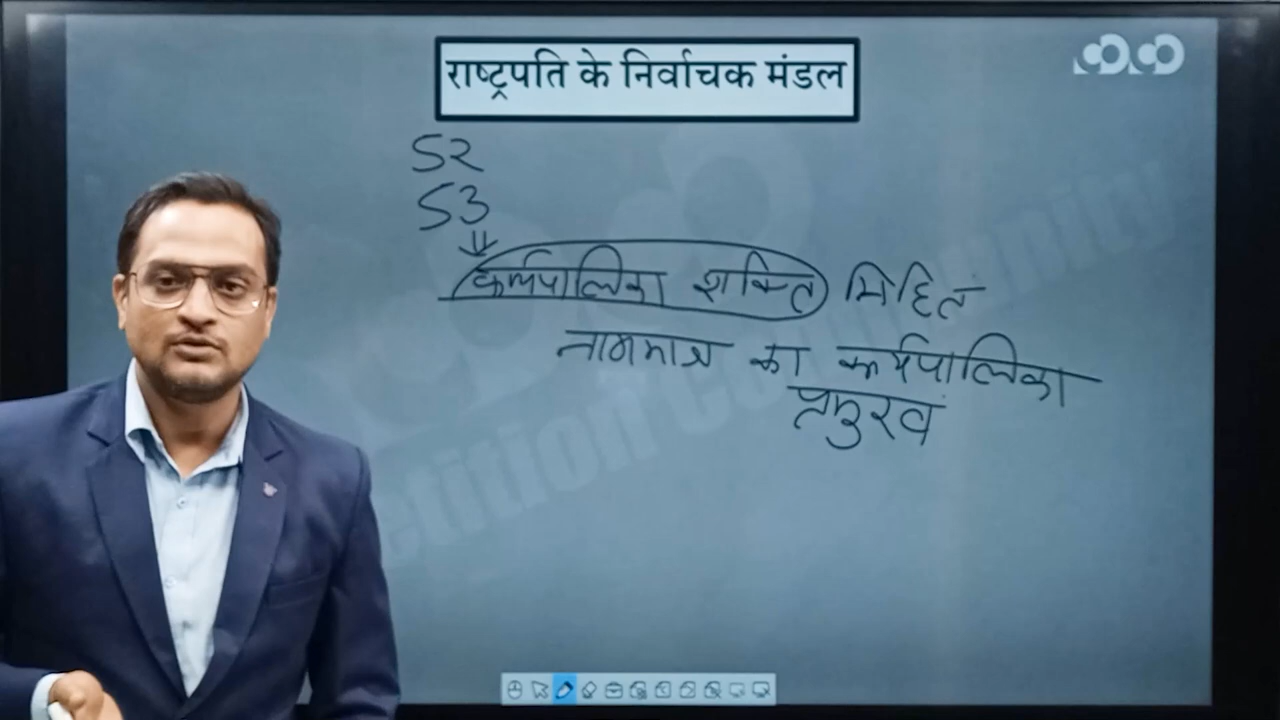 राष्ट्रपति के निर्वाचक मंडल
52
53
कार्यपालिका शक्ति निहित
नाममात्र का कार्यपालिका
प्रमुख